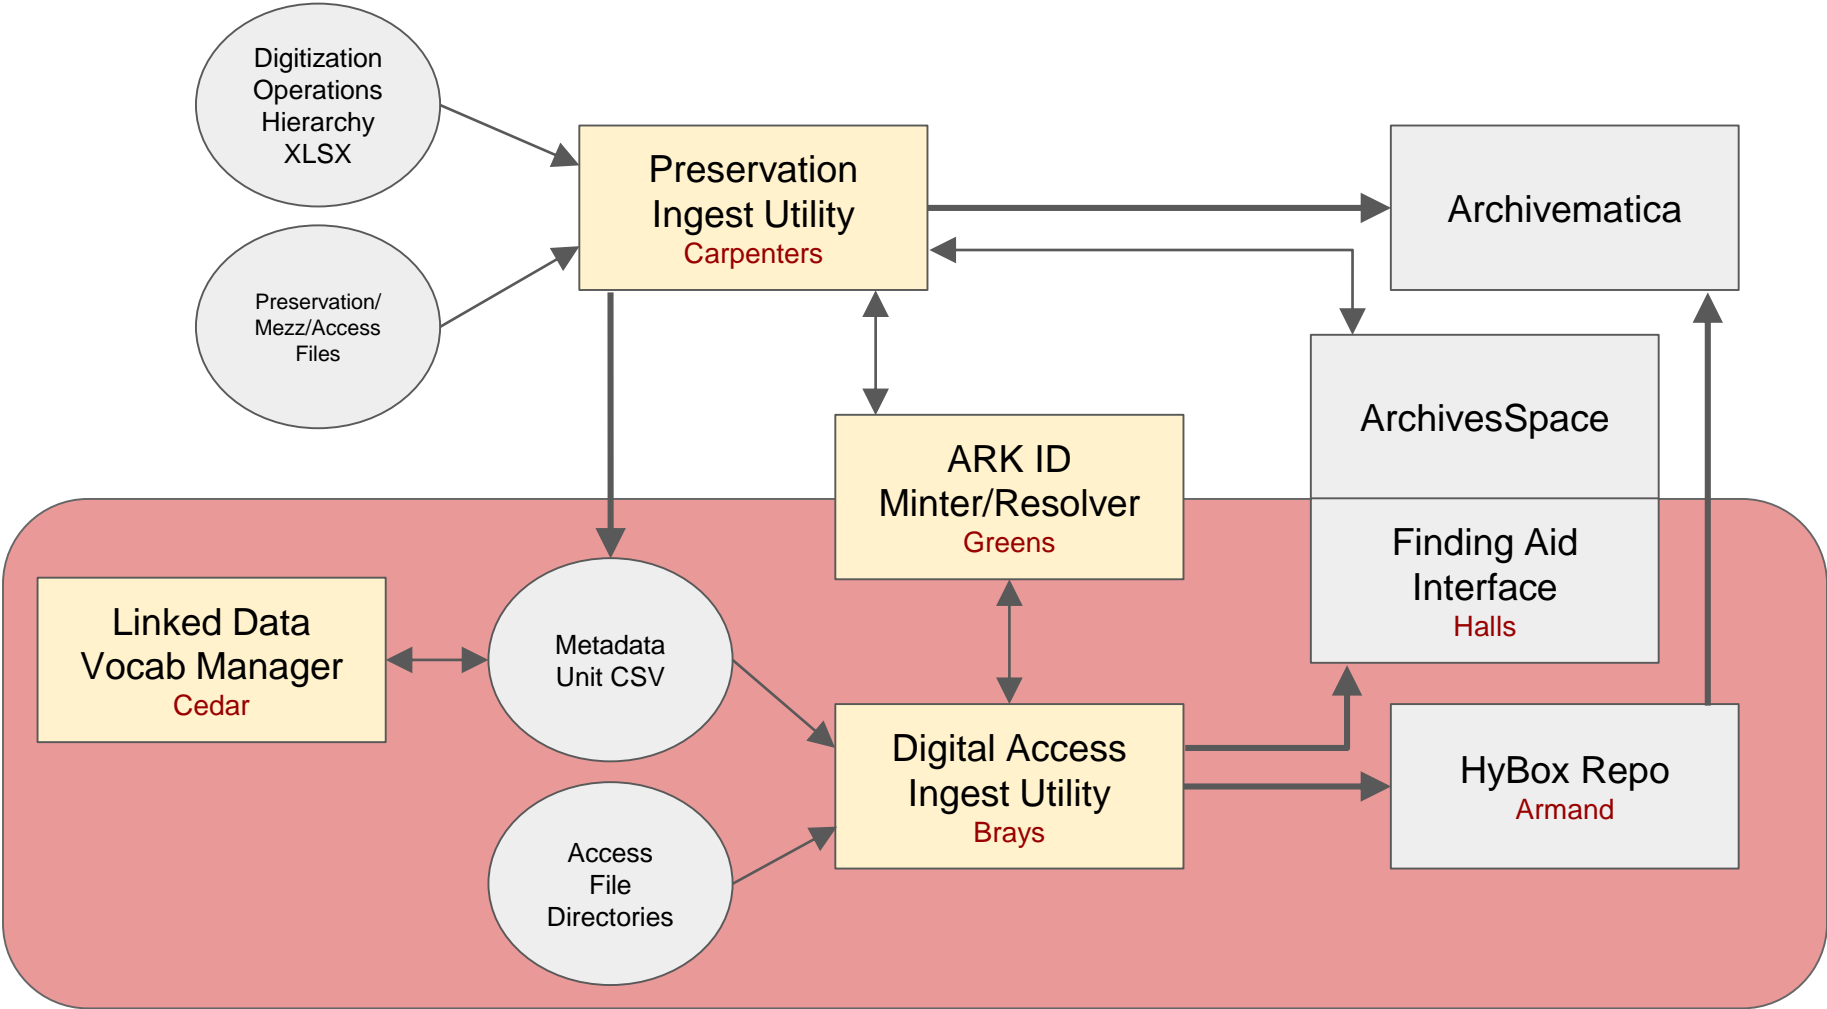 Digitization
Operations
Hierarchy
XLSX
Preservation
Ingest Utility
Carpenters
Archivematica
Preservation/
Mezz/Access
Files
ArchivesSpace
ARK ID
Minter/Resolver
Greens
Finding Aid
Interface
Halls
Linked Data
Vocab Manager
Cedar
Metadata
Unit CSV
Digital Access
Ingest Utility
Brays
HyBox Repo
Armand
Access
File
Directories